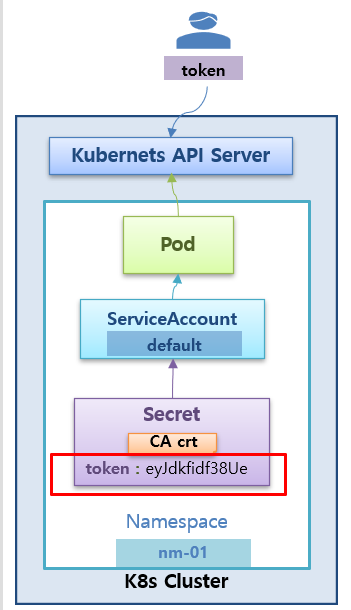 token
Kubernets API Server
Pod
ServiceAccount
default
Secret
CA crt
token : eyJdkfidf38Ue
Namespace
nm-01
K8s Cluster